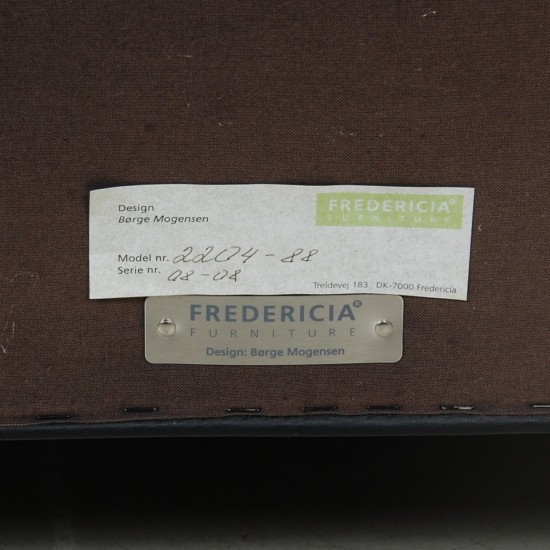 Design
Børge Mogensen
FREDERICIA®
FURNITURE
Model nr. 2204-88
Serie nr. 08-08
Treldevej 183 . DK-7000 Fredericia
FREDERICIA®
FURNITURE
Design: Børge Mogensen